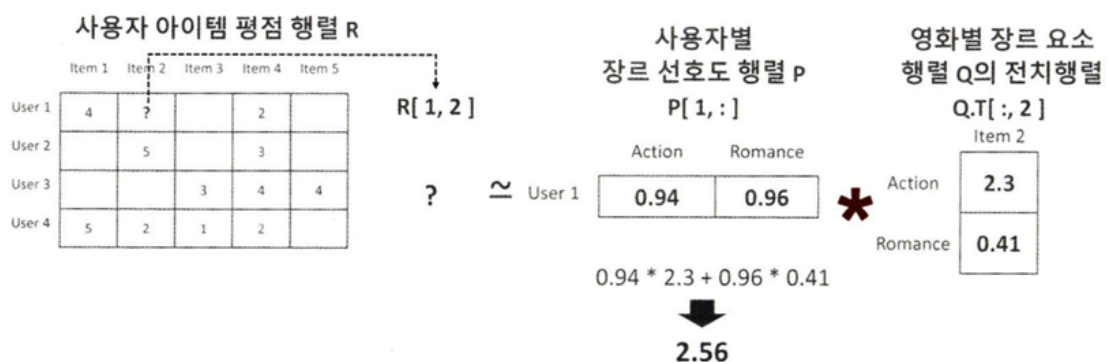 사용자 아이템 평점 행렬 R
Item 1 Item 2 Item 3 Item 4 Item 5
User 1 4 ? 2
User 2 5 3
User 3 3 4 4
User 4 5 2 1 2
R[ 1, 2 ]
?
≃
사용자별
장르 선호도 행렬 P
P[ 1, : ]
Action Romance
User 1 0.94 0.96
*
영화별 장르 요소
행렬 Q의 전치행렬
Q.T[ :, 2 ]
Item 2
Action 2.3
Romance 0.41
0.94 * 2.3 + 0.96 * 0.41
2.56